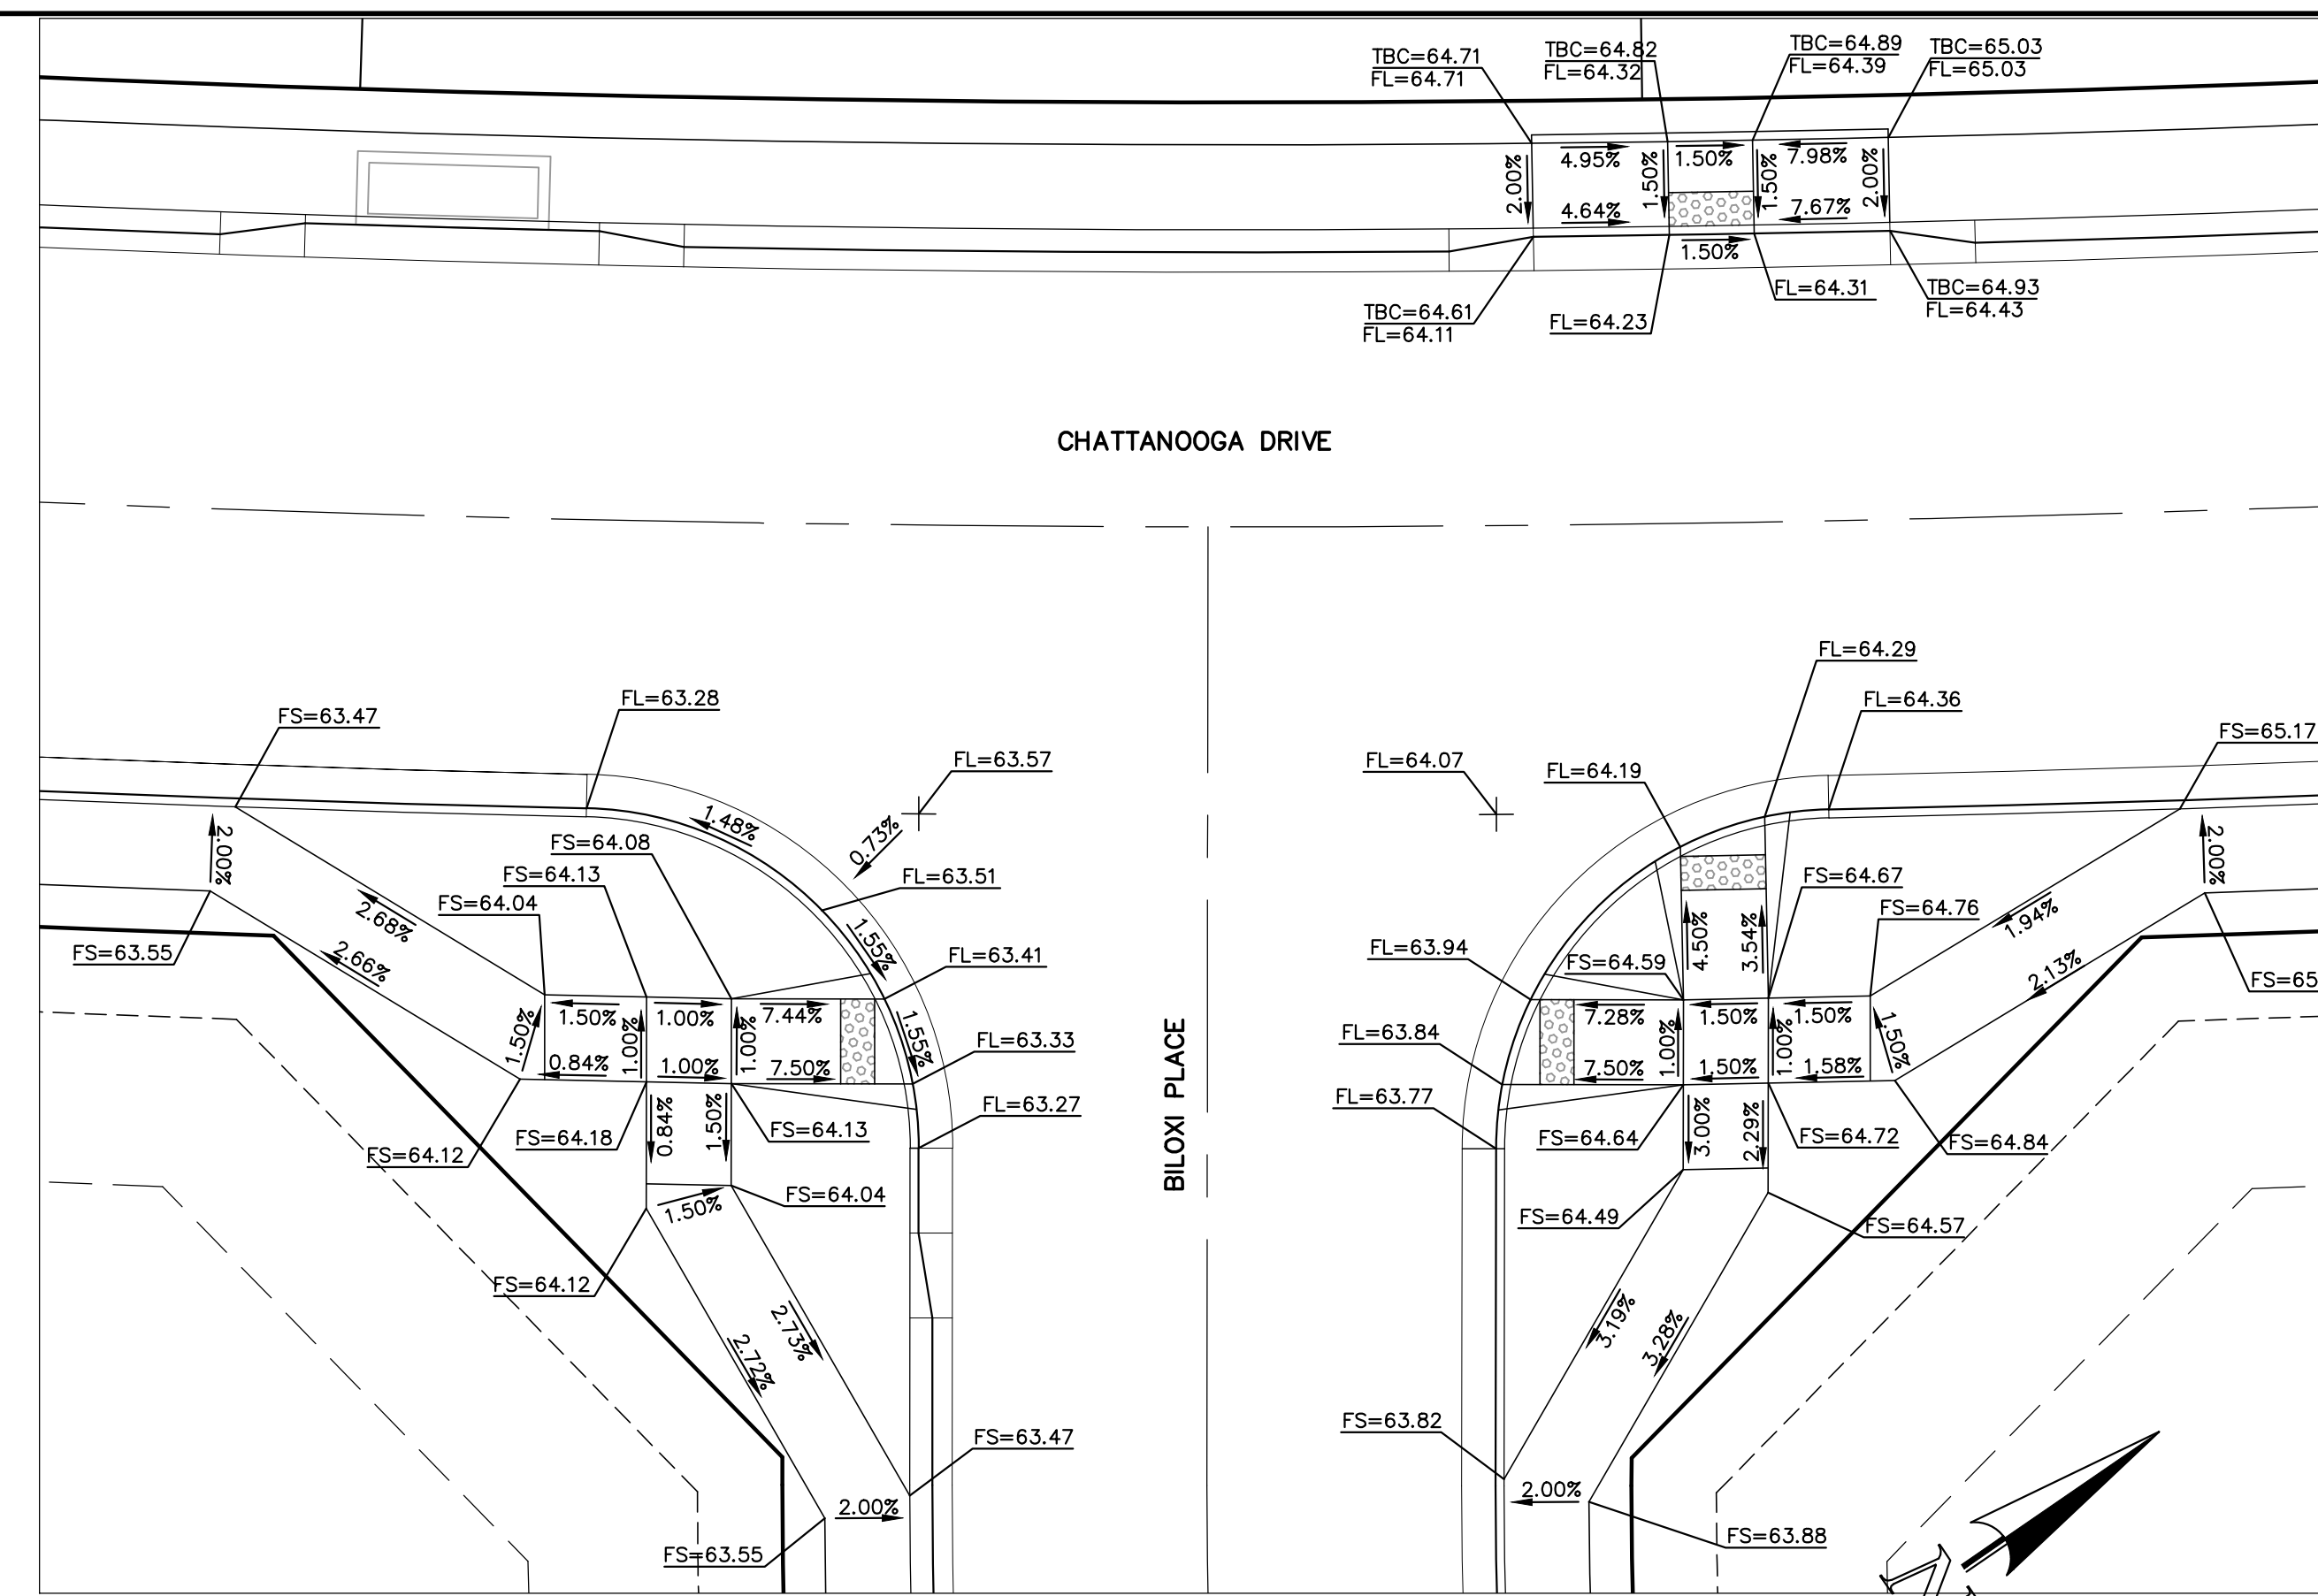 TBC=64.71
FL=64.71
TBC=64.82
FL=64.32
TBC=64.89
FL=64.39
TBC=65.03
FL=65.03
2.00%
4.95%
1.50%
1.50%
1.50%
7.98%
2.00%
4.64%
7.67%
1.50%
TBC=64.61
FL=64.11
FL=64.23
FL=64.31
TBC=64.93
FL=64.43
CHATTANOOGA DRIVE
BILOXI PLACE
FS=63.47
FL=63.28
FL=63.57
1.48%
0.73%
2.00%
FS=64.08
FS=64.13
FL=63.51
FS=64.04
2.68%
1.55%
FS=63.55
2.66%
FL=63.41
1.50%
1.50%
1.00%
1.00%
1.00%
7.44%
1.55%
0.84%
1.00%
7.50%
FL=63.33
FL=63.27
FS=64.12
FS=64.18
0.84%
1.50%
FS=64.13
FS=64.04
1.50%
FS=64.12
2.73%
2.72%
FS=63.47
2.00%
FS=63.55
FL=64.29
FL=64.36
FL=64.07
FL=64.19
FS=65.17
2.00%
FS=64.67
FS=64.76
1.94%
FL=63.94
FS=64.59
4.50%
3.54%
2.13%
FS=65
7.28%
1.50%
1.50%
1.50%
FL=63.84
7.50%
1.00%
1.50%
1.00%
1.58%
FL=63.77
FS=64.64
3.00%
2.29%
FS=64.72
FS=64.84
FS=64.49
FS=64.57
3.19%
3.28%
FS=63.82
2.00%
FS=63.88